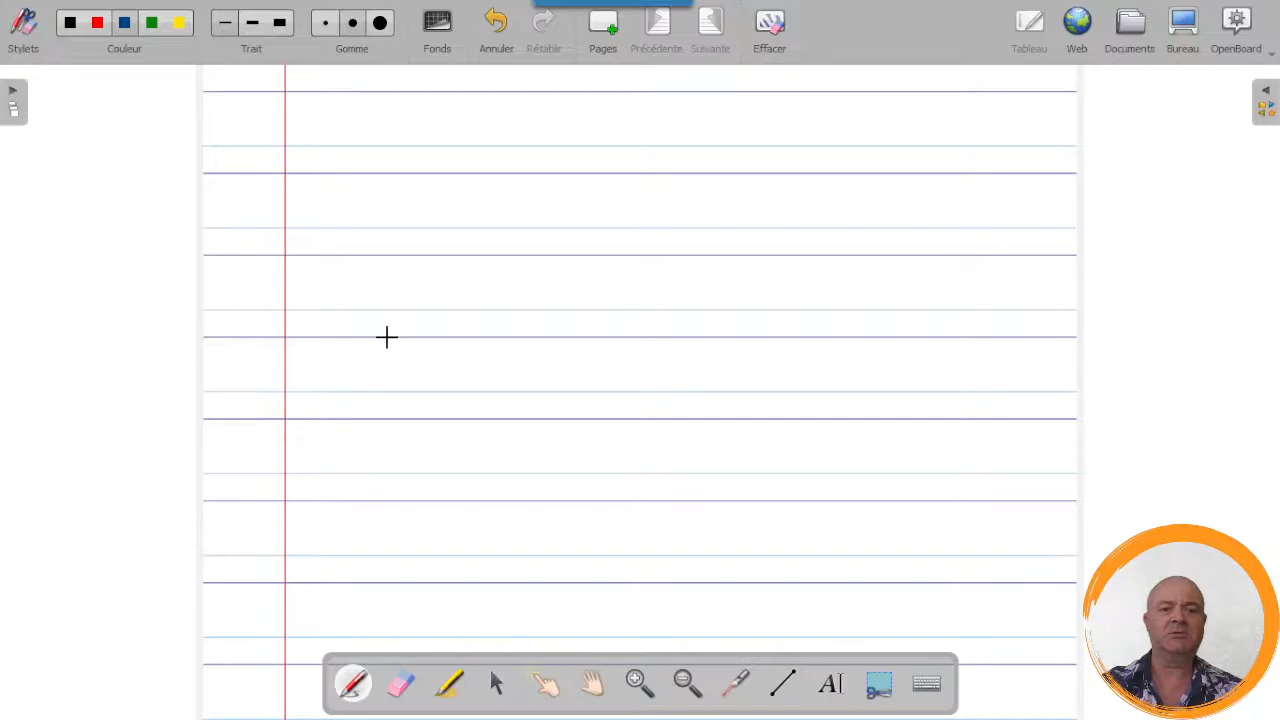 Stylets Couleur Trait Gomme Fonds Annuler Rétablir Pages Précédente Suivante Effacer Tableau Web Documents Bureau OpenBoard
A